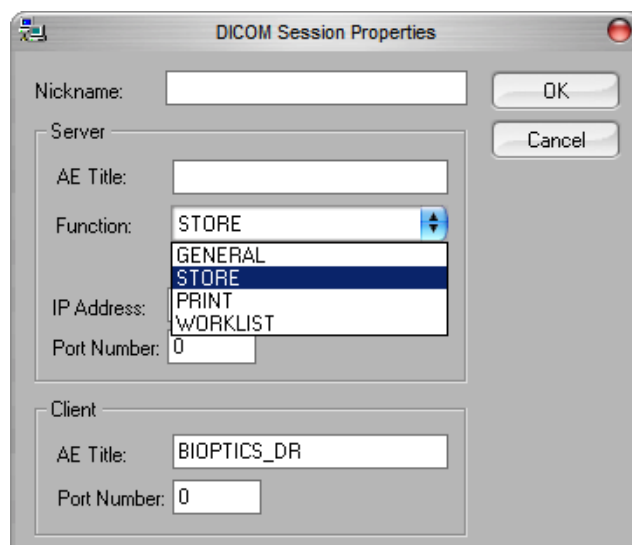 DICOM Session Properties
Nickname:
OK
Server
Cancel
AE Title:
Function: STORE
GENERAL
STORE
PRINT
IP Address:
WORKLIST
Port Number: 0
Client
AE Title: BIOPTICS_DR
Port Number: 0